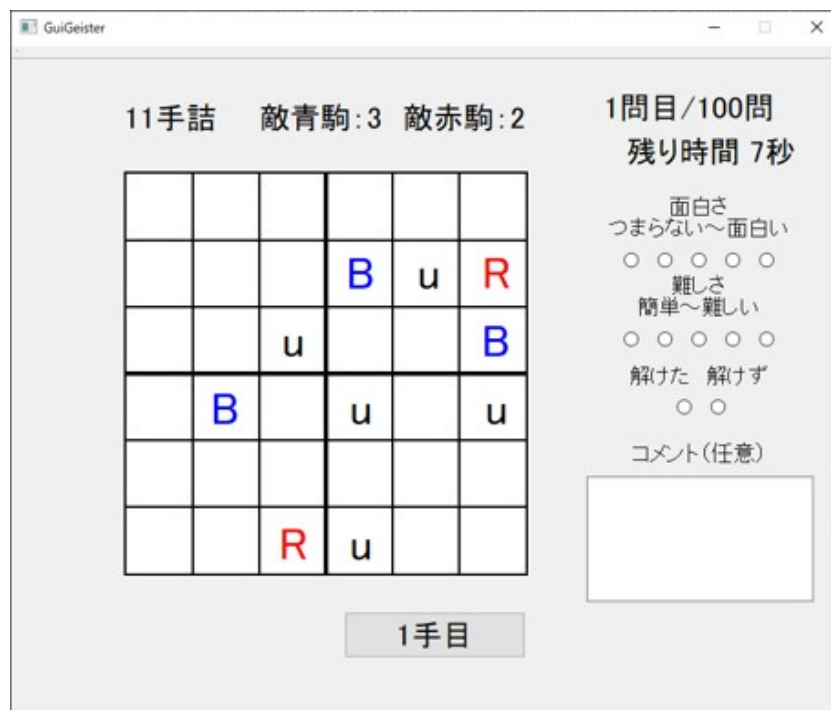 GuiGeister
11手詰 敵青駒:3 敵赤駒:2
1問目/100問
残り時間 7秒
面白さ
つまらない～面白い
難しさ
簡単～難しい
解けた 解けず
コメント(任意)
B u R
u B
B u u
R u
1手目